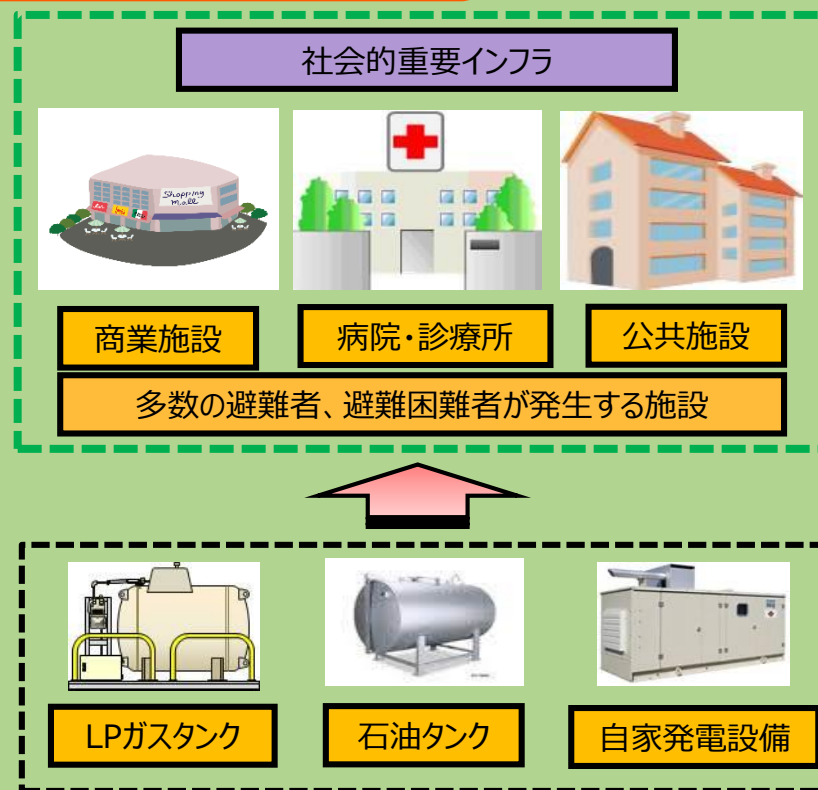 社会的重要インフラ
Shopping
mall
商業施設
病院・診療所
公共施設
多数の避難者、避難困難者が発生する施設
LPガスタンク
石油タンク
自家発電設備